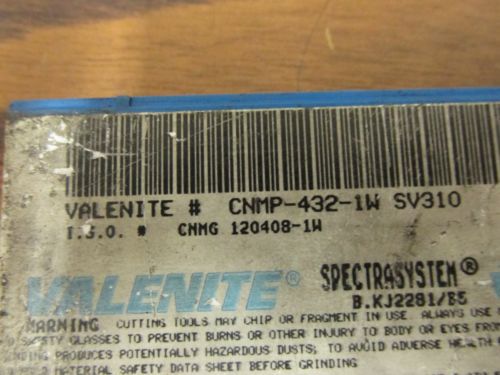 VALENITE # CNMP-432-1W SV310
I.S.O. # CNMG 120408-1W
VALENITE® SPECTRASYSTEM®
B.KJ2281/B5
WARNING CUTTING TOOLS MAY CHIP OR FRAGMENT IN USE. ALWAYS USE
SAFETY GLASSES TO PREVENT BURNS OR OTHER INJURY TO BODY OR EYES FROM
NDING PRODUCES POTENTIALLY HAZARDOUS DUSTS; TO AVOID ADVERSE HEALTH
MATERIAL SAFETY DATA SHEET BEFORE GRINDING